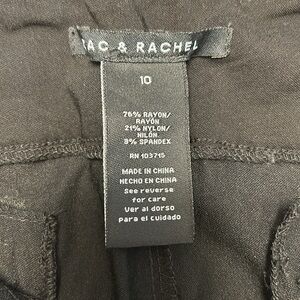 AC & RACHEL
10
76% RAYON/
RAYÓN
21% NYLON/
NILÓN
3% SPANDEX
RN 103715
MADE IN CHINA
HECHO EN CHINA
See reverse
for care
Ver al dorso
Para el cuidado